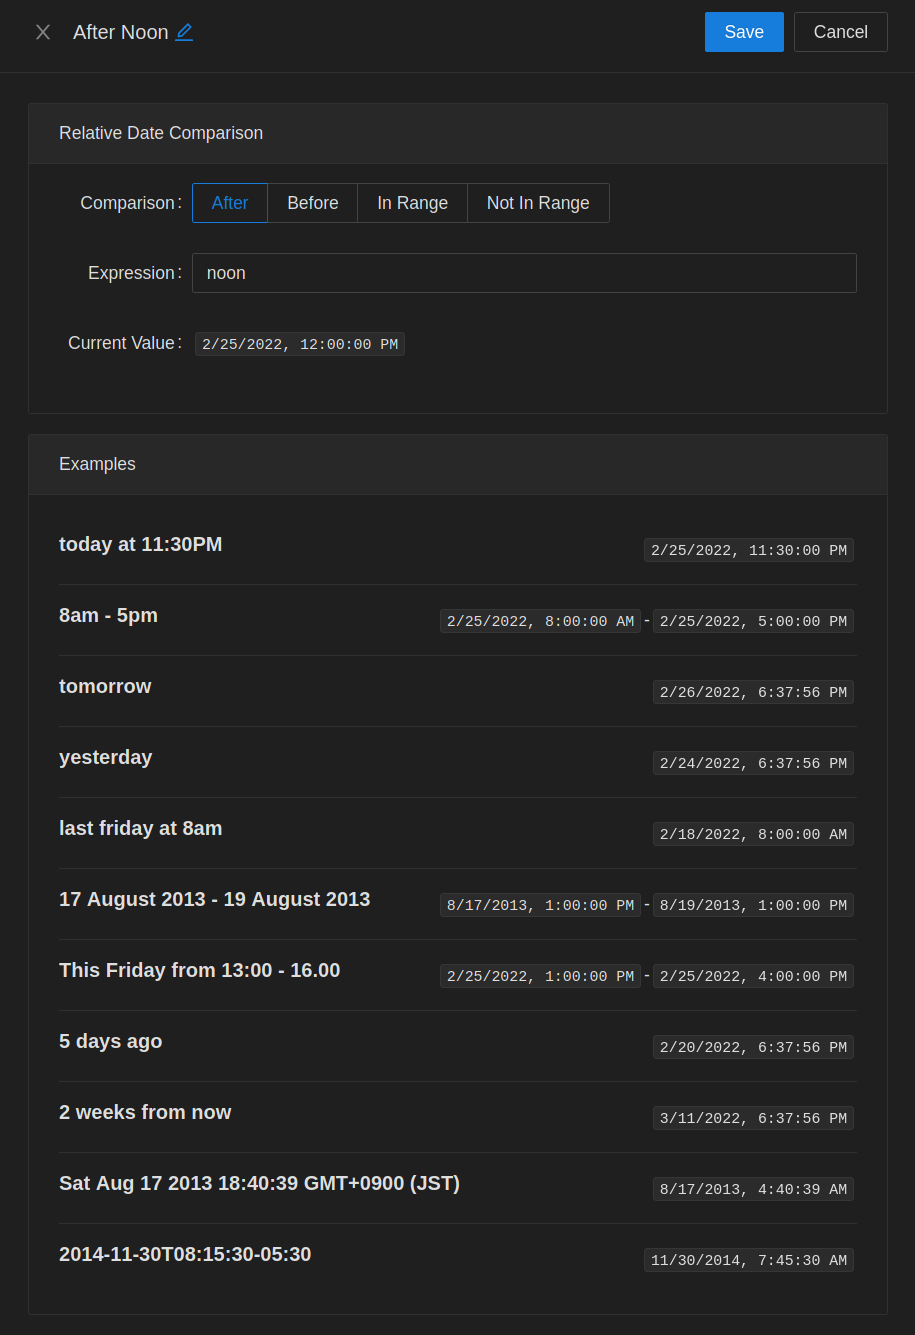 After Noon
Save
Cancel
Relative Date Comparison
Comparison:
After
Before
In Range
Not In Range
Expression:
noon
Current Value:
2/25/2022, 12:00:00 PM
Examples
today at 11:30PM
2/25/2022, 11:30:00 PM
8am - 5pm
2/25/2022, 8:00:00 AM - 2/25/2022, 5:00:00 PM
tomorrow
2/26/2022, 6:37:56 PM
yesterday
2/24/2022, 6:37:56 PM
last friday at 8am
2/18/2022, 8:00:00 AM
17 August 2013 - 19 August 2013
8/17/2013, 1:00:00 PM - 8/19/2013, 1:00:00 PM
This Friday from 13:00 - 16.00
2/25/2022, 1:00:00 PM - 2/25/2022, 4:00:00 PM
5 days ago
2/20/2022, 6:37:56 PM
2 weeks from now
3/11/2022, 6:37:56 PM
Sat Aug 17 2013 18:40:39 GMT+0900 (JST)
8/17/2013, 4:40:39 AM
2014-11-30T08:15:30-05:30
11/30/2014, 7:45:30 AM